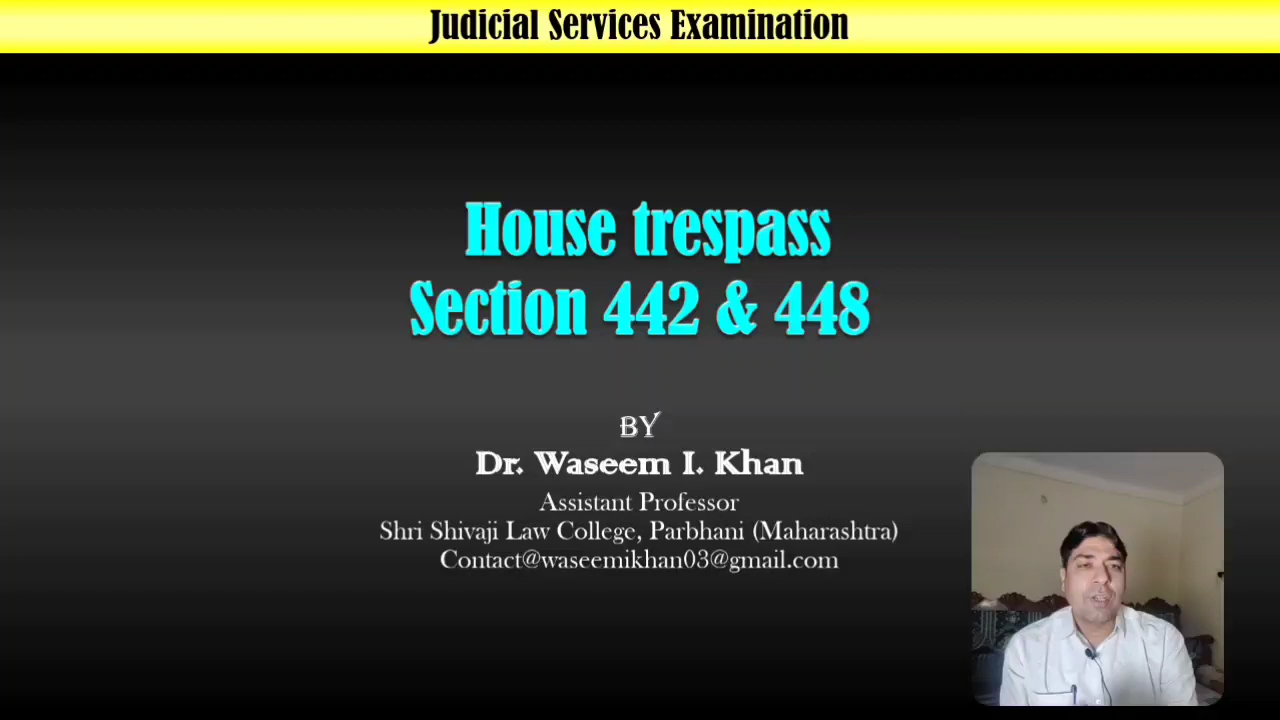 Judicial Services Examination
House trespass
Section 442 & 448
BY
Dr. Waseem I. Khan
Assistant Professor
Shri Shivaji Law College, Parbhani (Maharashtra)
Contact@waseemikhan03@gmail.com